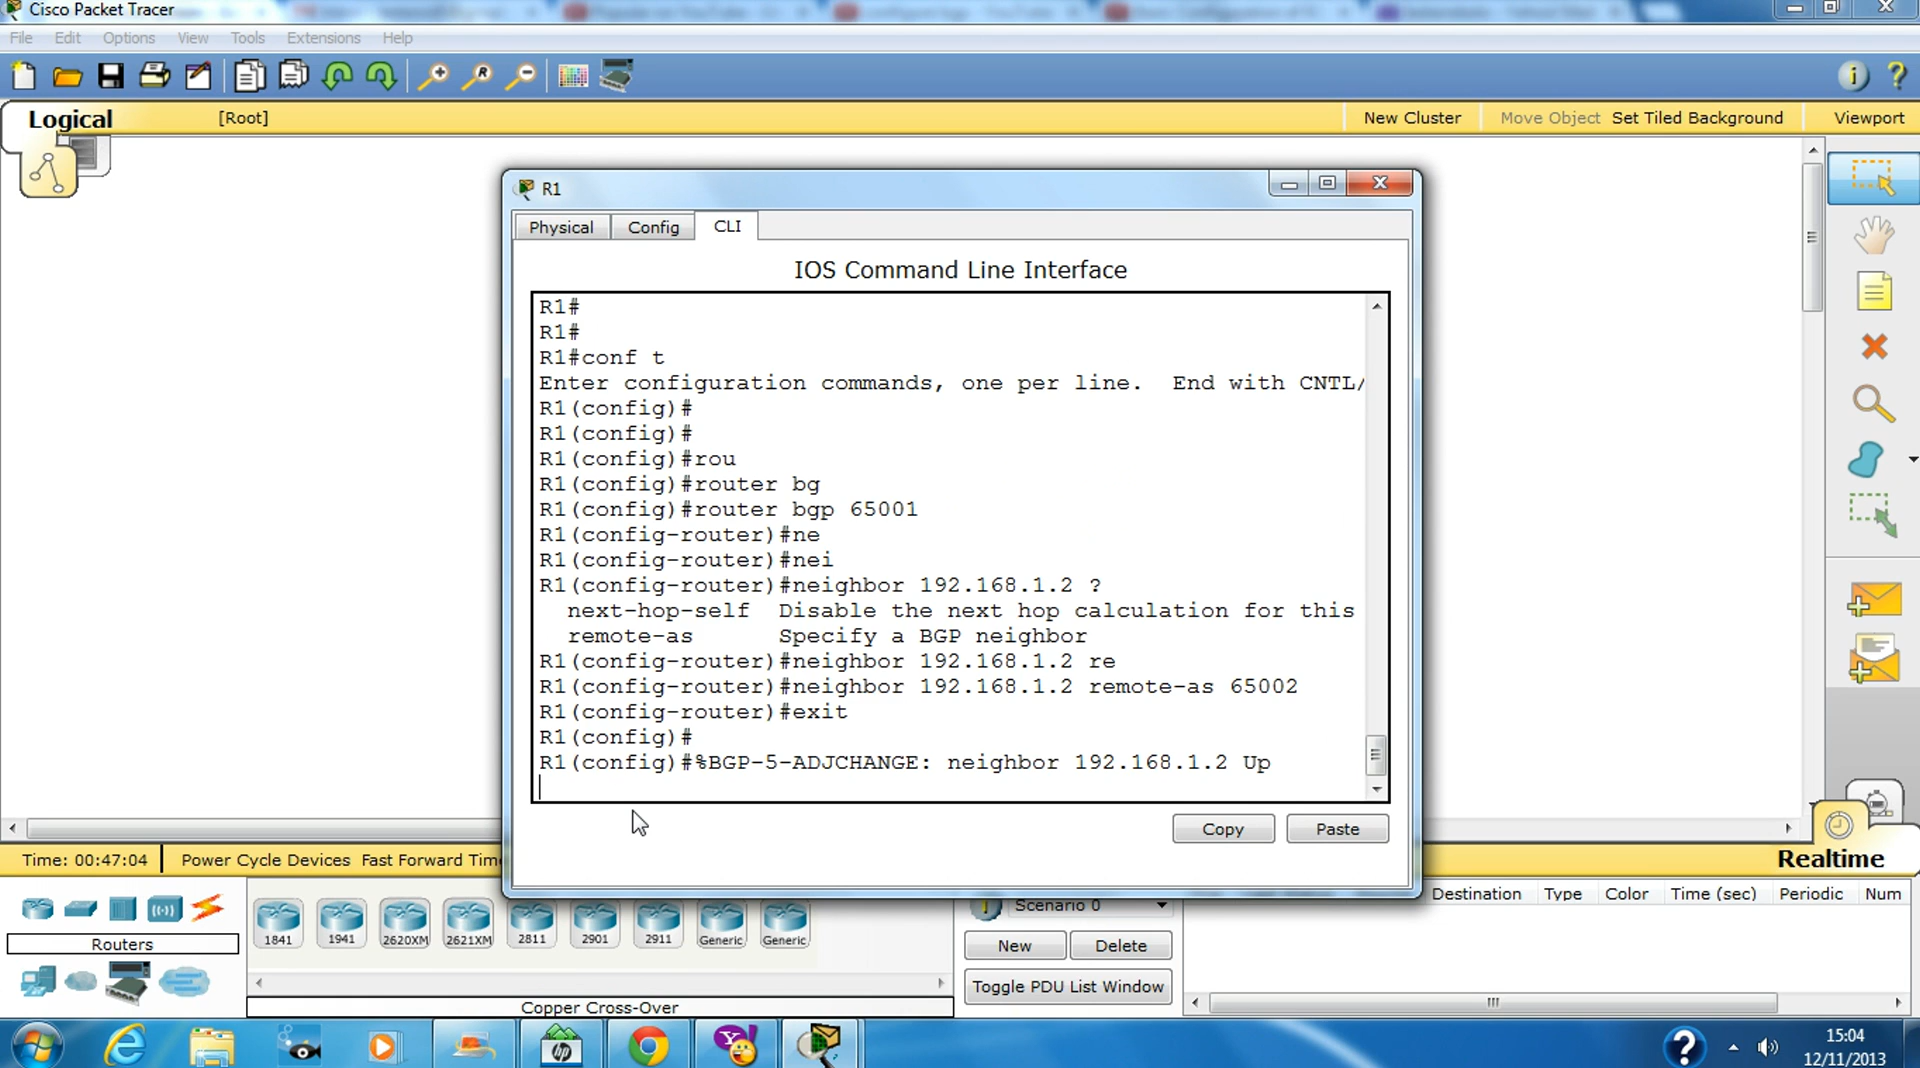 Cisco Packet Tracer
File Edit Options View Tools Extensions Help
Logical [Root] New Cluster Move Object Set Tiled Background Viewport
R1
Physical Config CLI
IOS Command Line Interface
R1#
R1#
R1#conf t
Enter configuration commands, one per line. End with CNTL/
R1(config)#
R1(config)#
R1(config)#rou
R1(config)#router bg
R1(config)#router bgp 65001
R1(config-router)#ne
R1(config-router)#nei
R1(config-router)#neighbor 192.168.1.2 ?
next-hop-self Disable the next hop calculation for this
remote-as Specify a BGP neighbor
R1(config-router)#neighbor 192.168.1.2 re
R1(config-router)#neighbor 192.168.1.2 remote-as 65002
R1(config-router)#exit
R1(config)#
R1(config)#%BGP-5-ADJCHANGE: neighbor 192.168.1.2 Up
Copy Paste
Time: 00:47:04 Power Cycle Devices Fast Forward Time
Realtime
Scenario 0
Destination Type Color Time (sec) Periodic Num
1841 1941 2620XM 2621XM 2811 2901 2911 Generic Generic
Routers
New Delete
Toggle PDU List Window
Copper Cross-Over
15:04
12/11/2013